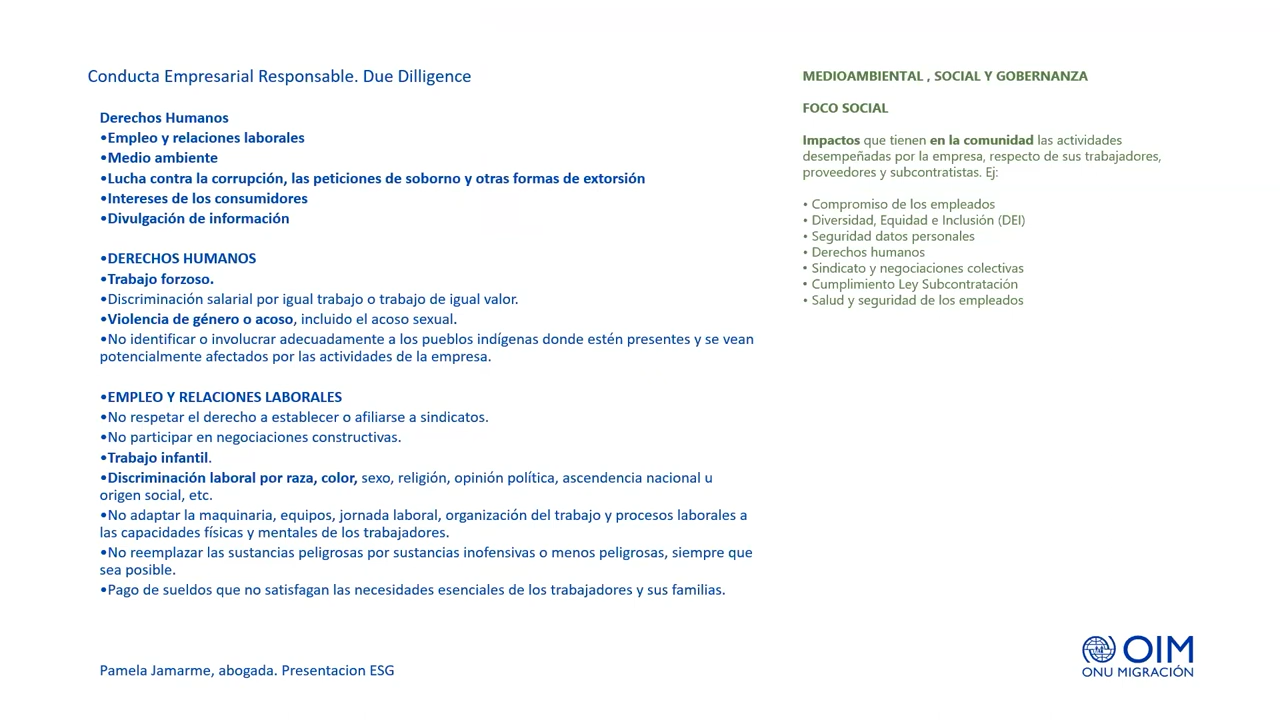 Conducta Empresarial Responsable. Due Dilligence
Derechos Humanos
•Empleo y relaciones laborales
•Medio ambiente
•Lucha contra la corrupción, las peticiones de soborno y otras formas de extorsión
•Intereses de los consumidores
•Divulgación de información
•DERECHOS HUMANOS
•Trabajo forzoso.
•Discriminación salarial por igual trabajo o trabajo de igual valor.
•Violencia de género o acoso, incluido el acoso sexual.
•No identificar o involucrar adecuadamente a los pueblos indígenas donde estén presentes y se vean
potencialmente afectados por las actividades de la empresa.
•EMPLEO Y RELACIONES LABORALES
•No respetar el derecho a establecer o afiliarse a sindicatos.
•No participar en negociaciones constructivas.
•Trabajo infantil.
•Discriminación laboral por raza, color, sexo, religión, opinión política, ascendencia nacional u
origen social, etc.
•No adaptar la maquinaria, equipos, jornada laboral, organización del trabajo y procesos laborales a
las capacidades físicas y mentales de los trabajadores.
•No reemplazar las sustancias peligrosas por sustancias inofensivas o menos peligrosas, siempre que
sea posible.
•Pago de sueldos que no satisfagan las necesidades esenciales de los trabajadores y sus familias.
Pamela Jamarme, abogada. Presentacion ESG
MEDIOAMBIENTAL , SOCIAL Y GOBERNANZA
FOCO SOCIAL
Impactos que tienen en la comunidad las actividades
desempeñadas por la empresa, respecto de sus trabajadores,
proveedores y subcontratistas. Ej:
• Compromiso de los empleados
• Diversidad, Equidad e Inclusión (DEI)
• Seguridad datos personales
• Derechos humanos
• Sindicato y negociaciones colectivas
• Cumplimiento Ley Subcontratación
• Salud y seguridad de los empleados
OIM
ONU MIGRACIÓN